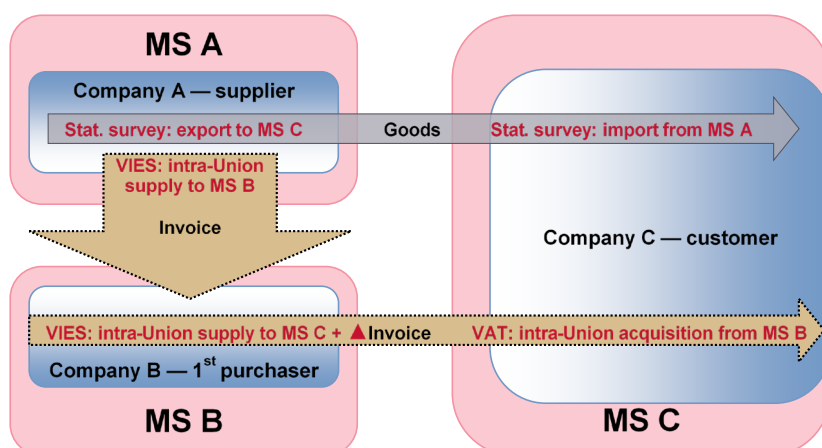 MS A
Company A — supplier
Stat. survey: export to MS C
Goods
Stat. survey: import from MS A
VIES: intra-Union
supply to MS B
Invoice
Company C — customer
VIES: intra-Union supply to MS C + ▲Invoice
VAT: intra-Union acquisition from MS B
Company B — 1st purchaser
MS B
MS C